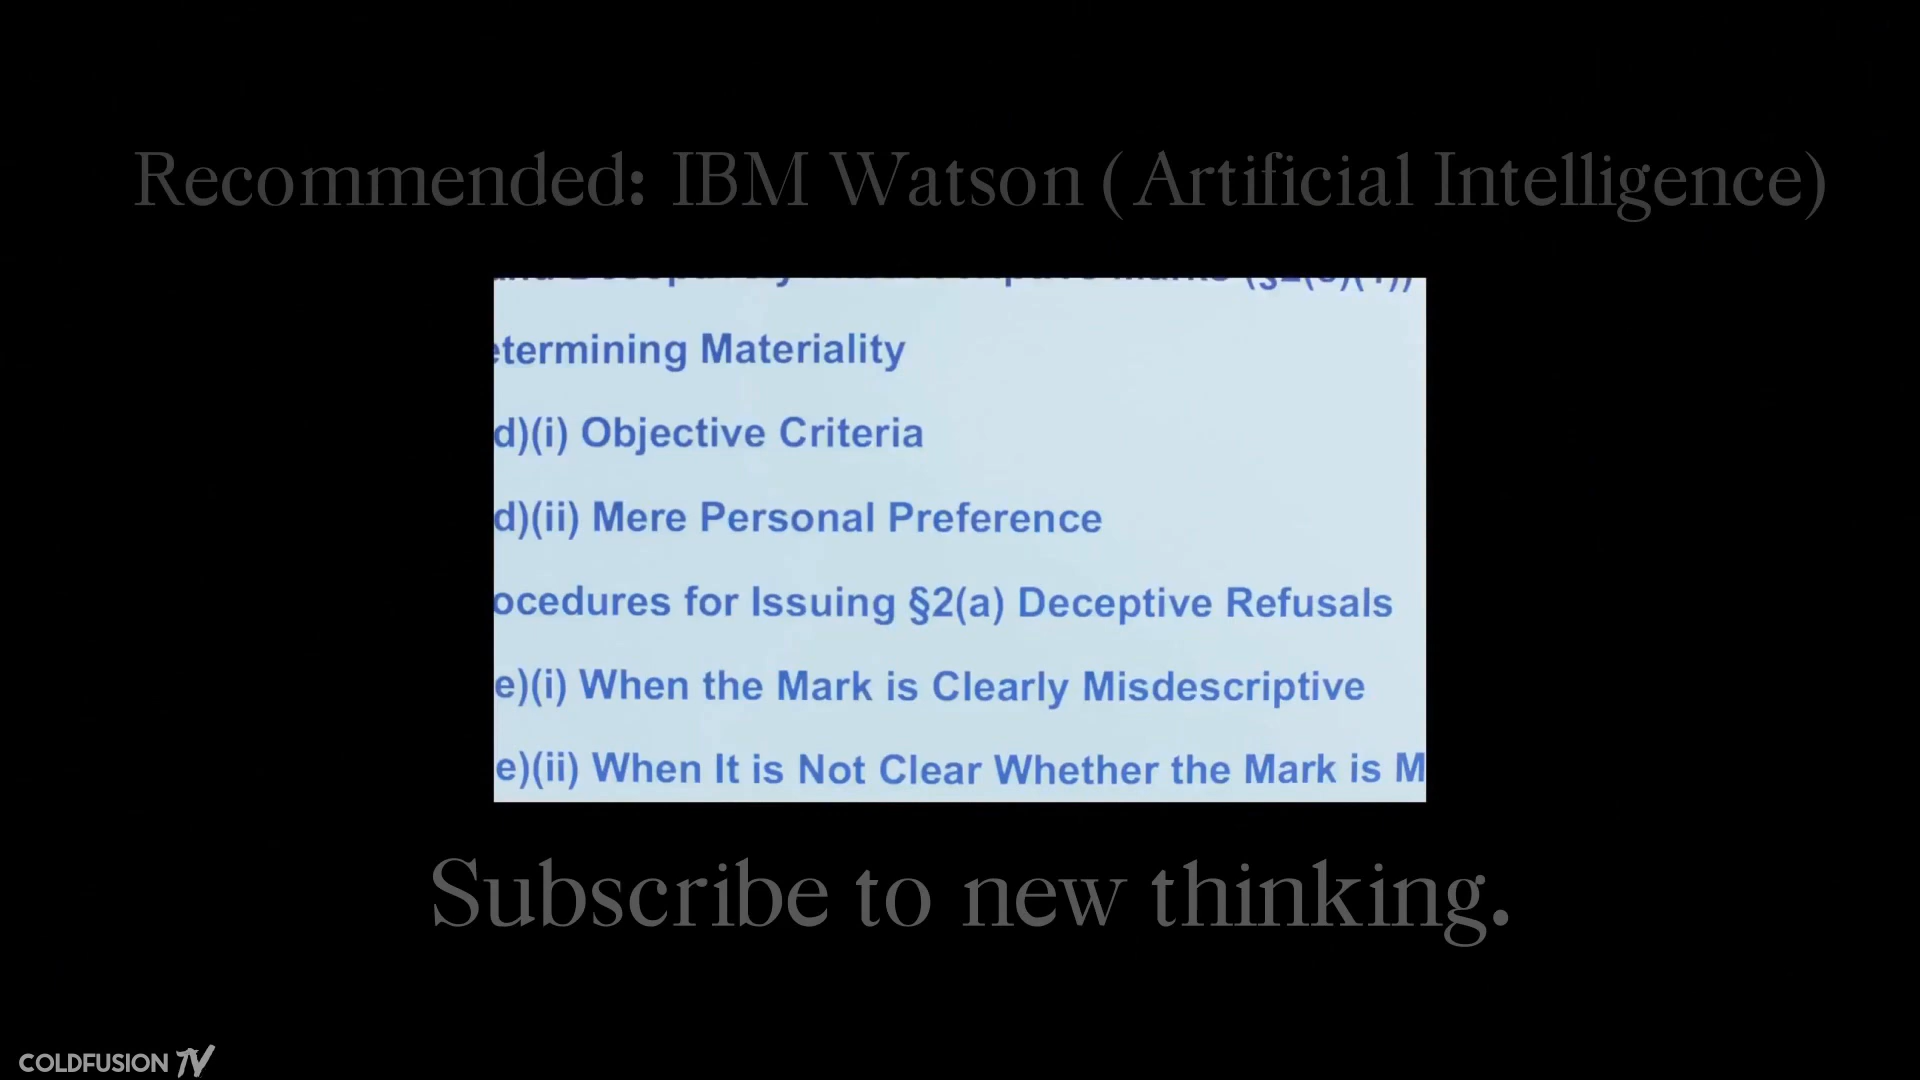 Recommended: IBM Watson (Artificial Intelligence)
etermining Materiality
d)(i) Objective Criteria
d)(ii) Mere Personal Preference
ocedures for Issuing §2(a) Deceptive Refusals
e)(i) When the Mark is Clearly Misdescriptive
e)(ii) When It is Not Clear Whether the Mark is M
Subscribe to new thinking.
COLDFUSION TV